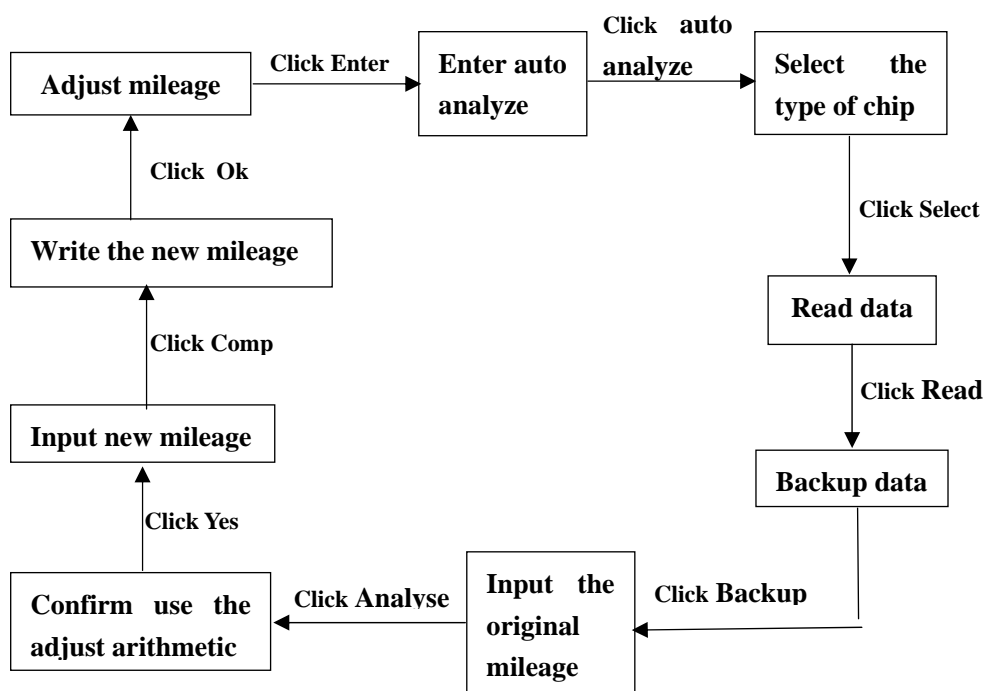 Adjust mileage
Click Enter
Enter auto
analyze
Click auto
analyze
Select the
type of chip
Click Select
Read data
Click Read
Backup data
Click Backup
Input the
original
mileage
Click Analyse
Confirm use the
adjust arithmetic
Click Yes
Input new mileage
Click Comp
Write the new mileage
Click Ok